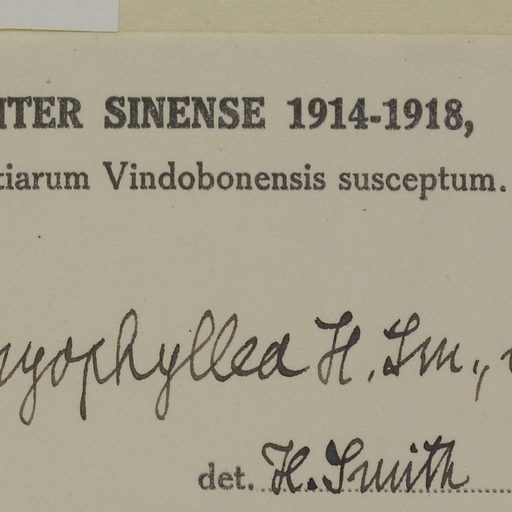 ITER SINENSE 1914-1918,
tiarum Vindobonensis susceptum.
ryophyllea H. Sm.,
det. H. Smith